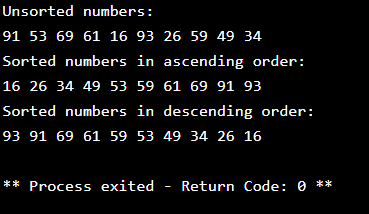 Unsorted numbers:
91 53 69 61 16 93 26 59 49 34
Sorted numbers in ascending order:
16 26 34 49 53 59 61 69 91 93
Sorted numbers in descending order:
93 91 69 61 59 53 49 34 26 16
** Process exited - Return Code: 0 **